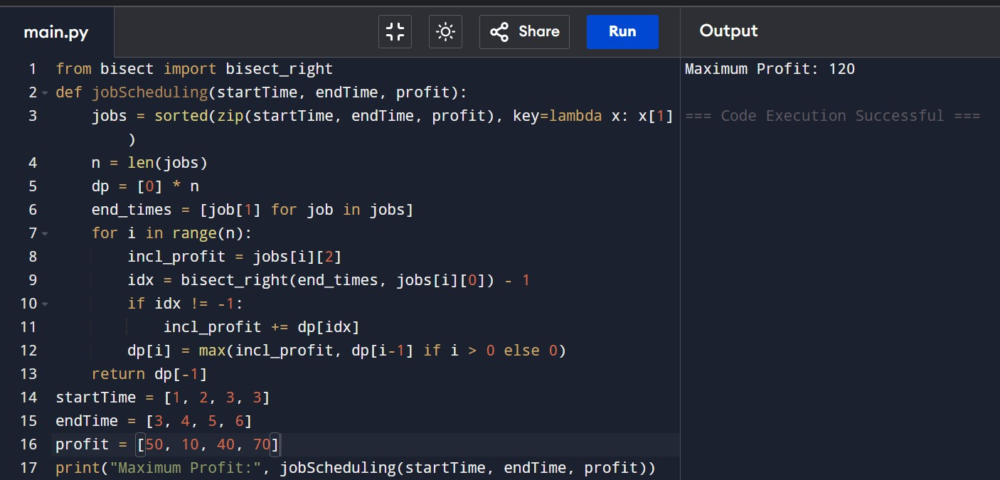 main.py
Share
Run
Output
1 from bisect import bisect_right
2 def jobScheduling(startTime, endTime, profit):
3     jobs = sorted(zip(startTime, endTime, profit), key=lambda x: x[1]
        )
4     n = len(jobs)
5     dp = [0] * n
6     end_times = [job[1] for job in jobs]
7     for i in range(n):
8         incl_profit = jobs[i][2]
9         idx = bisect_right(end_times, jobs[i][0]) - 1
10         if idx != -1:
11             incl_profit += dp[idx]
12         dp[i] = max(incl_profit, dp[i-1] if i > 0 else 0)
13     return dp[-1]
14 startTime = [1, 2, 3, 3]
15 endTime = [3, 4, 5, 6]
16 profit = [50, 10, 40, 70]
17 print("Maximum Profit:", jobScheduling(startTime, endTime, profit))
Maximum Profit: 120
=== Code Execution Successful ===